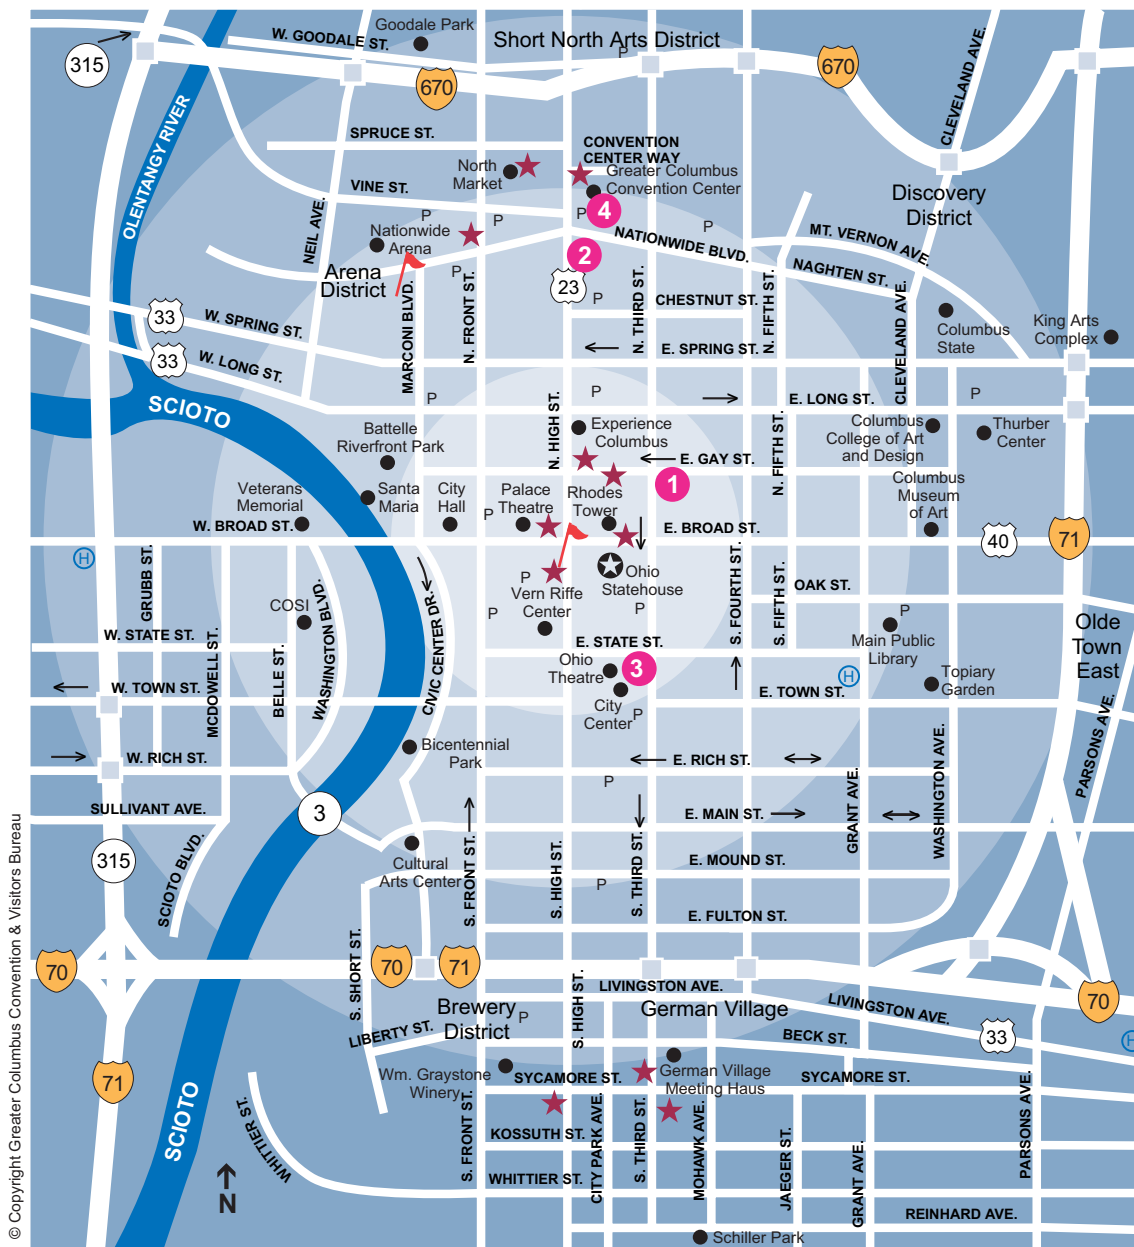 Goodale Park
W. GOODALE ST.
Short North Arts District
P
315
670
670
CLEVELAND AVE.
OLENTANGY RIVER
SPRUCE ST.
CONVENTION
CENTER WAY
North
Market
Greater Columbus
Convention Center
VINE ST.
NEIL AVE.
Discovery
District
P
P
P
4
P
Nationwide
Arena
NATIONWIDE BLVD.
MT. VERNON AVE.
2
Arena
District
P
NAGHTEN ST.
23
P
CHESTNUT ST.
33
W. SPRING ST.
MARCONI BLVD.
N. FRONT ST.
N. THIRD ST.
N. FIFTH ST.
CLEVELAND AVE.
Columbus
State
King Arts
Complex
33
W. LONG ST.
E. SPRING ST.
SCIOTO
P
P
P
E. LONG ST.
N. HIGH ST.
Experience
Columbus
Battelle
Riverfront Park
Columbus
College of Art
and Design
Thurber
Center
E. GAY ST.
N. FIFTH ST.
1
Columbus
Museum
of Art
Veterans
Memorial
Santa
Maria
City
Hall
Palace
Theatre
Rhodes
Tower
P
W. BROAD ST.
E. BROAD ST.
40
71
H
GRUBB ST.
P
Ohio
Statehouse
Vern Riffe
Center
OAK ST.
S. FOURTH ST.
S. FIFTH ST.
COSI
WASHINGTON BLVD.
CIVIC CENTER DR.
P
P
P
Main Public
Library
Olde
Town
East
W. STATE ST.
MCDOWELL ST.
BELLE ST.
E. STATE ST.
Ohio
Theatre
3
City
Center
P
H
Topiary
Garden
W. TOWN ST.
E. TOWN ST.
PARSONS AVE.
Bicentennial
Park
W. RICH ST.
E. RICH ST.
P
GRANT AVE.
WASHINGTON AVE.
SULLIVANT AVE.
3
E. MAIN ST.
315
SCIOTO BLVD.
Cultural
Arts Center
S. FRONT ST.
S. HIGH ST.
S. THIRD ST.
E. MOUND ST.
P
E. FULTON ST.
S. SHORT ST.
70
70
71
LIVINGSTON AVE.
70
Brewery
District
P
S. HIGH ST.
German Village
LIVINGSTON AVE.
33
LIBERTY ST.
BECK ST.
H
Wm. Graystone
Winery
SYCAMORE ST.
German Village
Meeting Haus
SYCAMORE ST.
71
SCIOTO
WHITTIER ST.
S. FRONT ST.
KOSSUTH ST.
CITY PARK AVE.
S. THIRD ST.
MOHAWK AVE.
JAEGER ST.
GRANT AVE.
PARSONS AVE.
WHITTIER ST.
N
REINHARD AVE.
Schiller Park
© Copyright Greater Columbus Convention & Visitors Bureau